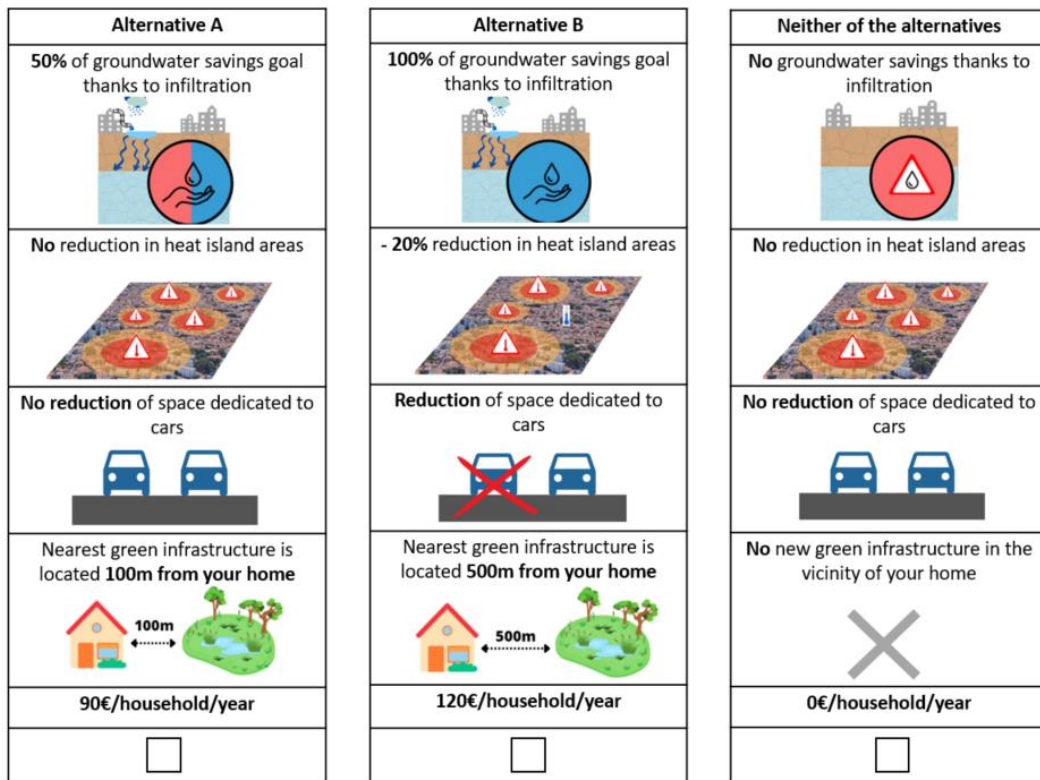 Alternative A
50% of groundwater savings goal
thanks to infiltration
No reduction in heat island areas
No reduction of space dedicated to
cars
Nearest green infrastructure is
located 100m from your home
100m
90€/household/year
Alternative B
100% of groundwater savings goal
thanks to infiltration
- 20% reduction in heat island areas
Reduction of space dedicated to
cars
Nearest green infrastructure is
located 500m from your home
500m
120€/household/year
Neither of the alternatives
No groundwater savings thanks to
infiltration
No reduction in heat island areas
No reduction of space dedicated to
cars
No new green infrastructure in the
vicinity of your home
0€/household/year